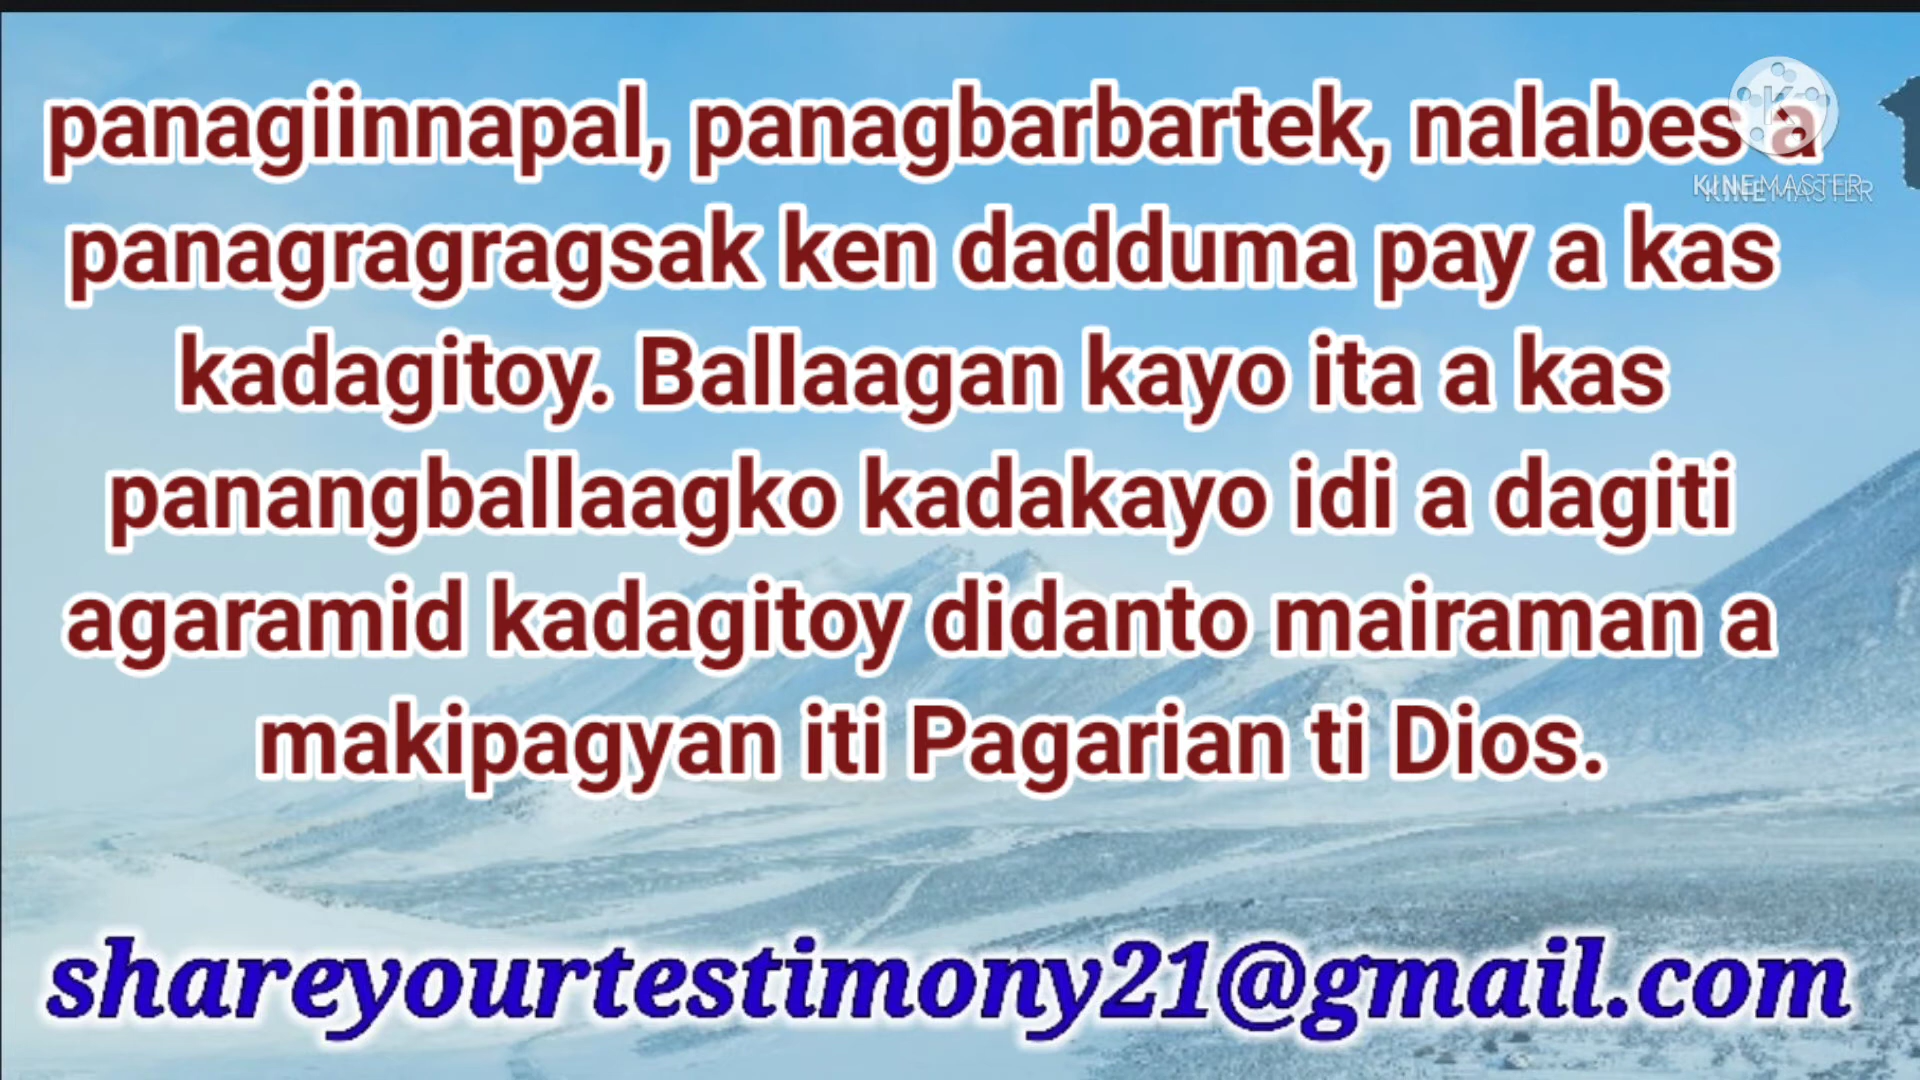 panagiinnapal, panagbarbartek, nalabes a
KINEMASTER
panagragragsak ken dadduma pay a kas
kadagitoy. Ballaagan kayo ita a kas
panangballaagko kadakayo idi a dagiti
agaramid kadagitoy didanto mairaman a
makipagyan iti Pagarian ti Dios.
shareyourtestimony21@gmail.com